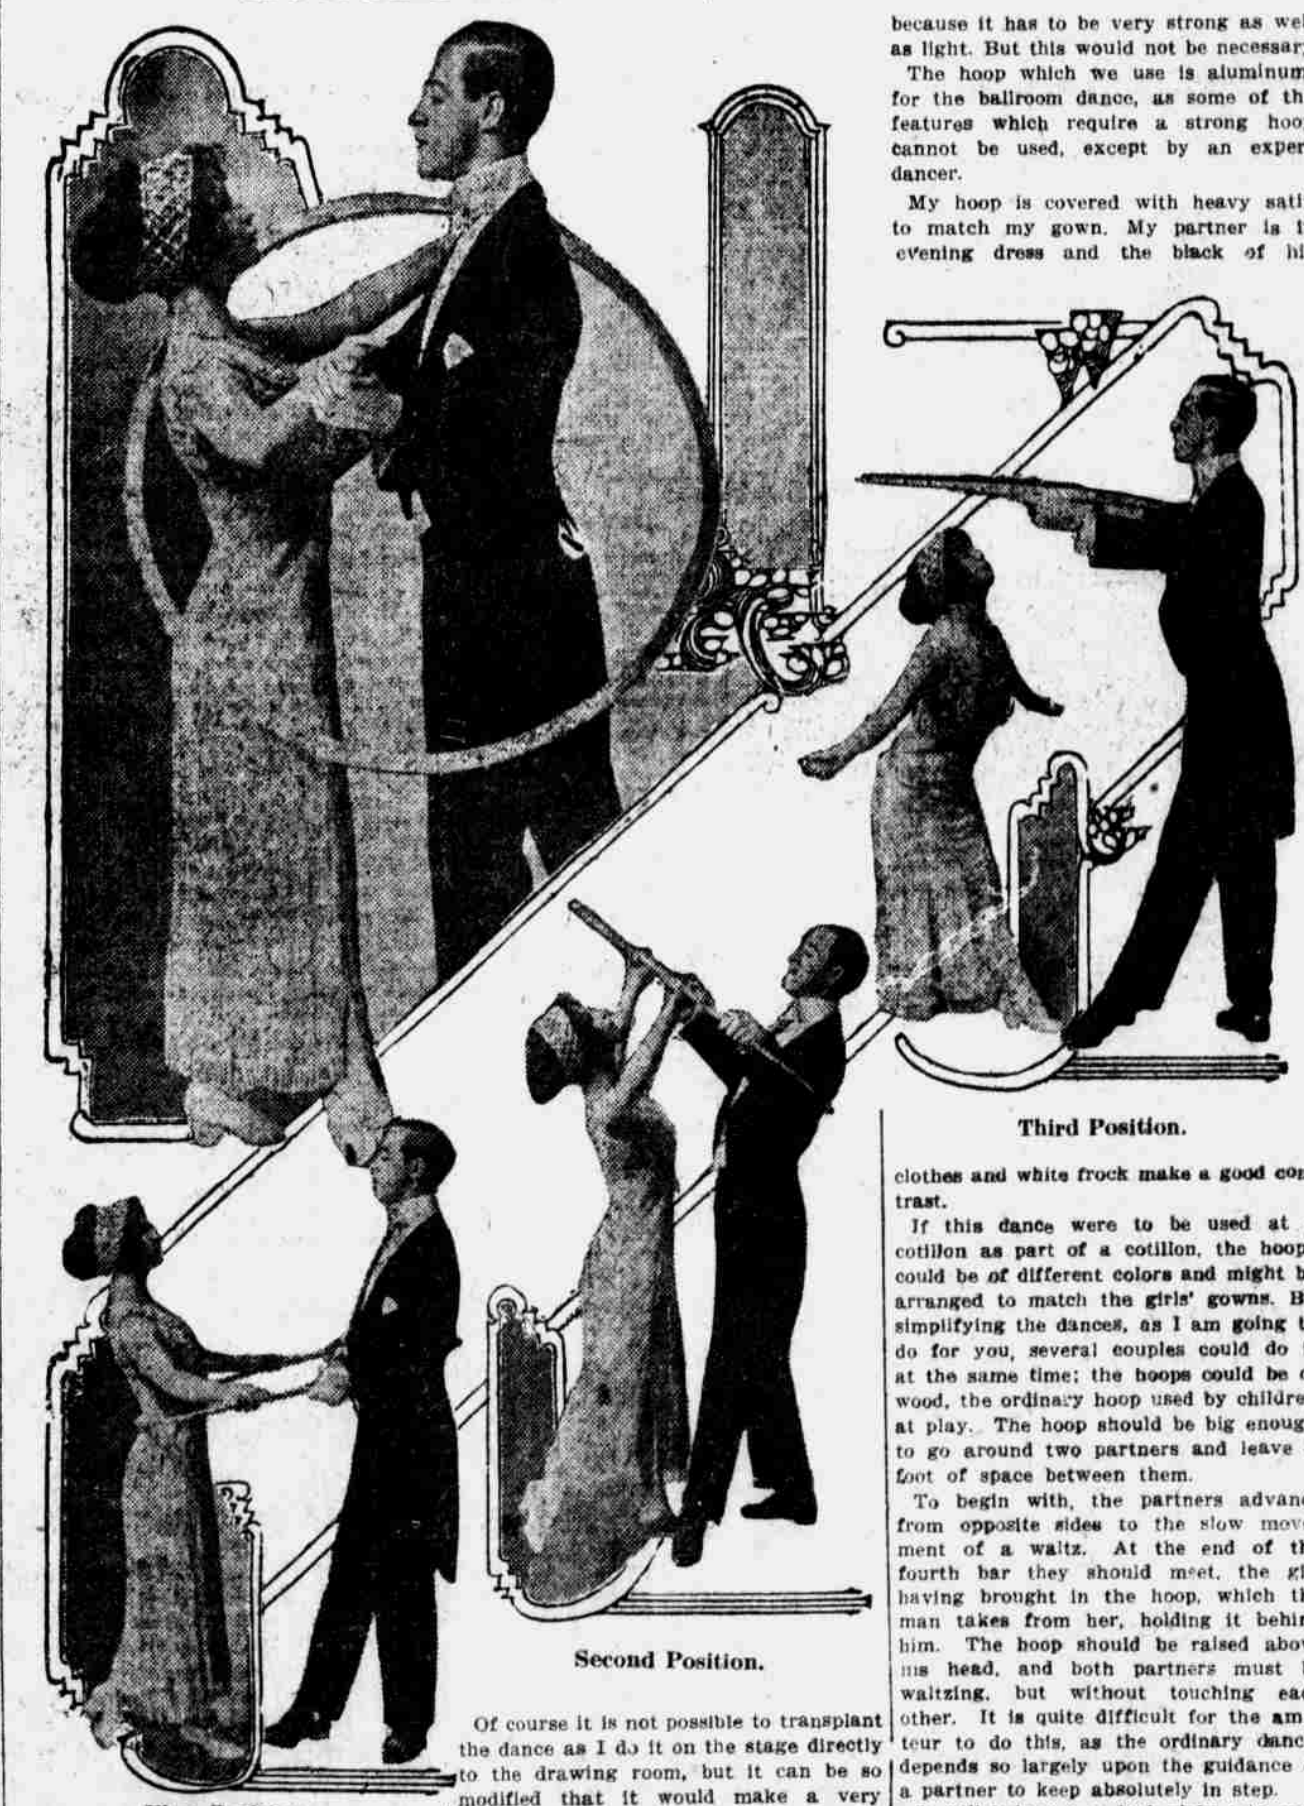 Second Position.
Of course it is not possible to transplant
the dance as I do it on the stage directly
to the drawing room, but it can be so
modified that it would make a very
because it has to be very strong as wel
as light. But this would not be necessar
The hoop which we use is aluminum
for the ballroom dance, as some of th
features which require a strong hoo
cannot be used, except by an exper
dancer.
My hoop is covered with heavy sati
to match my gown. My partner is i
evening dress and the black of hi
Third Position.
clothes and white frock make a good con
trast.
If this dance were to be used at
cotillon as part of a cotillon, the hoop
could be of different colors and might b
arranged to match the girls' gowns. B
simplifying the dances, as I am going t
do for you, several couples could do
at the same time; the hoops could be o
wood, the ordinary hoop used by childre
at play. The hoop should be big enoug
to go around two partners and leave
foot of space between them.
To begin with, the partners advan
from opposite sides to the slow mov
ment of a waltz. At the end of th
fourth bar they should meet, the gi
having brought in the hoop, which th
man takes from her, holding it behin
him. The hoop should be raised abov
his head, and both partners must
waltzing, but without touching ea
other. It is quite difficult for the am
teur to do this, as the ordinary danc
depends so largely upon the guidance
a partner to keep absolutely in step.